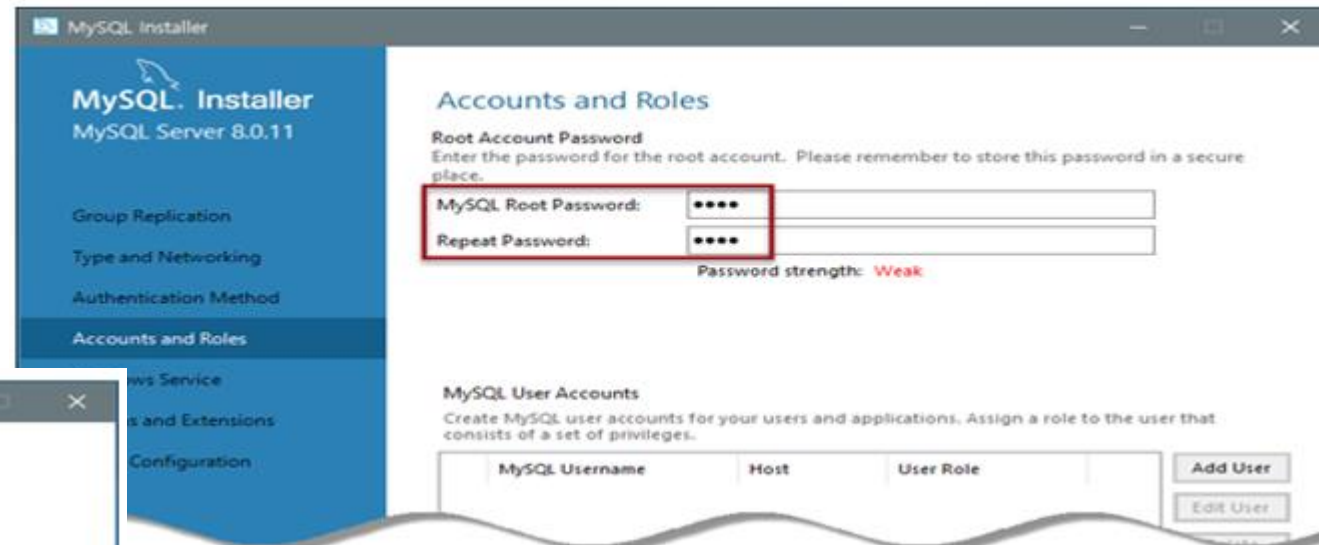 MySQL Installer
MySQL. Installer
MySQL Server 8.0.11
Group Replication
Type and Networking
Authentication Method
Accounts and Roles
ows Service
s and Extensions
Configuration
Accounts and Roles
Root Account Password
Enter the password for the root account. Please remember to store this password in a secure
place.
MySQL Root Password: ••••
Repeat Password: ••••
Password strength: Weak
MySQL User Accounts
Create MySQL user accounts for your users and applications. Assign a role to the user that
consists of a set of privileges.
MySQL Username Host User Role
Add User
Edit User